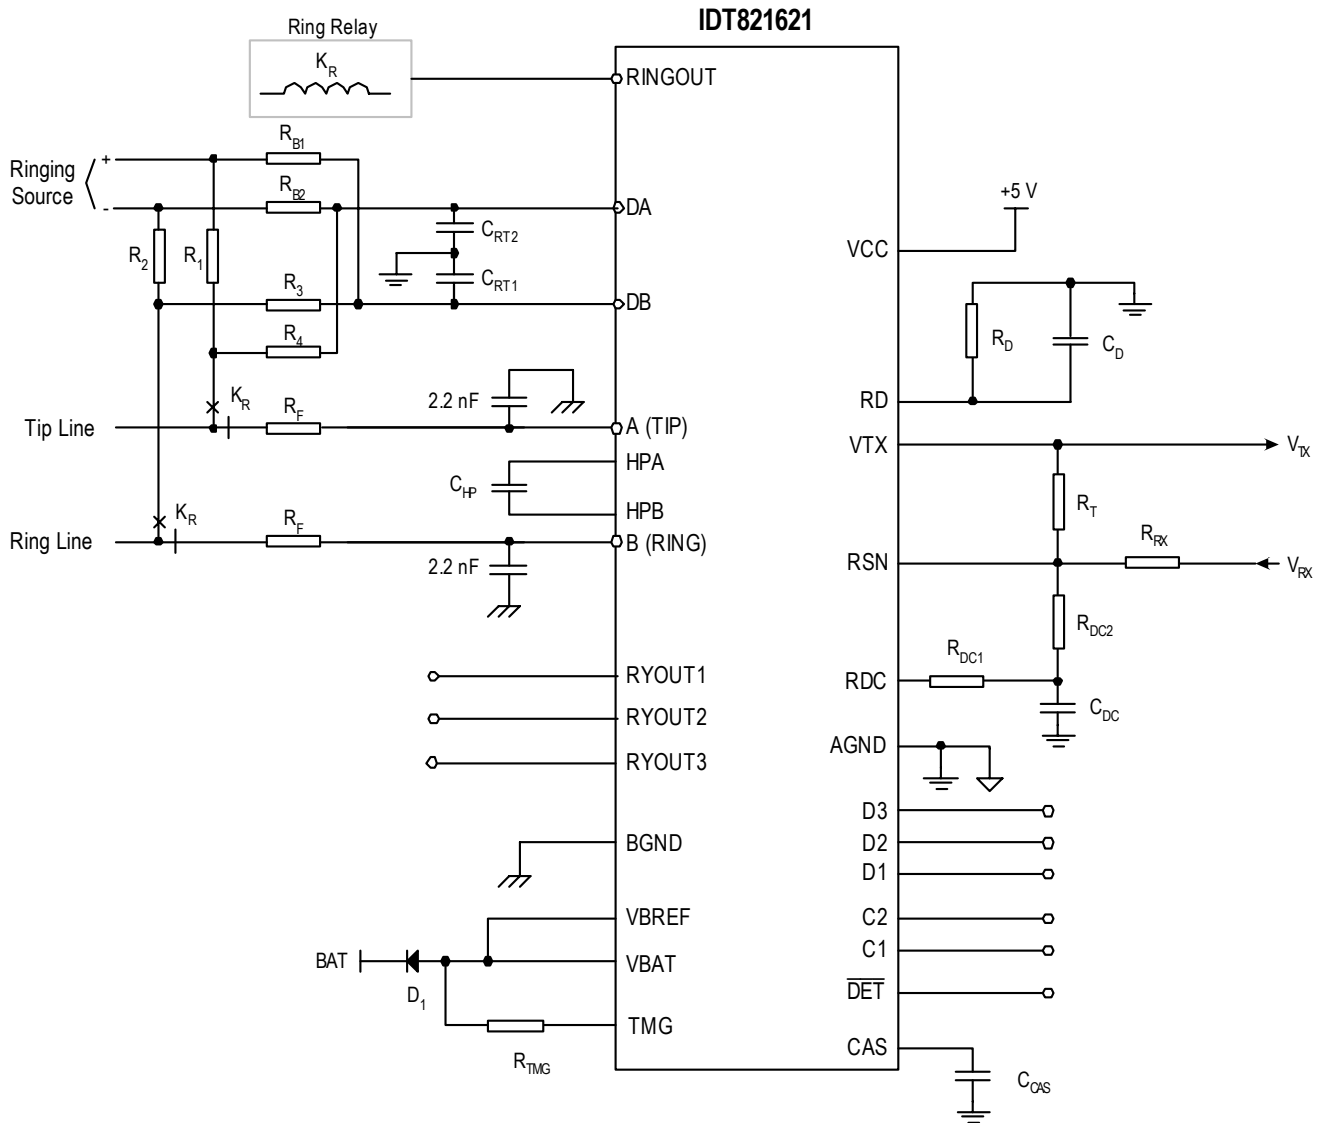 IDT821621
Ring Relay
K_R
RINGOUT
R_B1
+
Ringing
Source
-
R_B2
DA
C_RT2
R_2
R_1
C_RT1
R_3
DB
R_4
K_R
R_F
2.2 nF
Tip Line
A (TIP)
HPA
C_HP
HPB
K_R
R_F
Ring Line
B (RING)
2.2 nF
RYOUT1
RYOUT2
RYOUT3
BGND
VBREF
BAT
VBAT
D_1
TMG
R_TMG
+5 V
VCC
R_D
C_D
RD
VTX
V_TX
R_T
R_RX
RSN
V_RX
R_DC2
R_DC1
RDC
C_DC
AGND
D3
D2
D1
C2
C1
DET
CAS
C_CAS